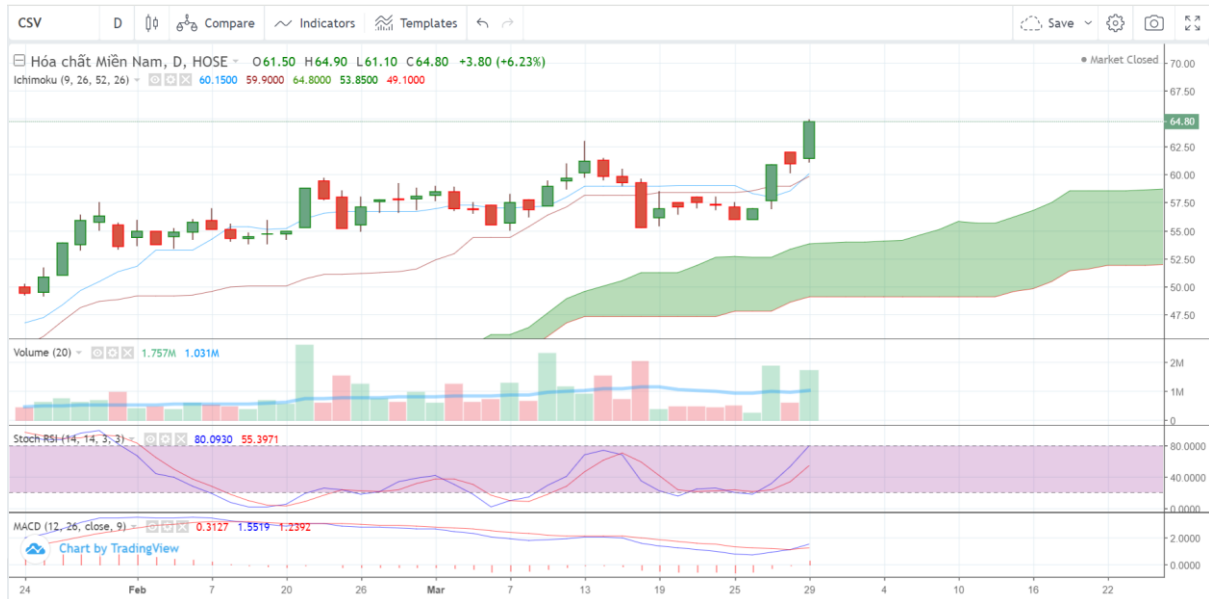 CSV D Compare Indicators Templates Save
Hóa chất Miền Nam, D, HOSE O61.50 H64.90 L61.10 C64.80 +3.80 (+6.23%) Market Closed
Ichimoku (9, 26, 52, 26) 60.1500 59.9000 64.8000 53.8500 49.1000
70.00
67.50
64.80
62.50
60.00
57.50
55.00
52.50
50.00
47.50
Volume (20) 1.757M 1.031M
2M
1M
0
Stoch RSI (14, 14, 3, 3) 80.0930 55.3971
80.0000
40.0000
0.0000
MACD (12, 26, close, 9) 0.3127 1.5519 1.2392
Chart by TradingView
2.0000
0.0000
24 Feb 7 20 26 Mar 7 13 19 25 29 4 10 16 22